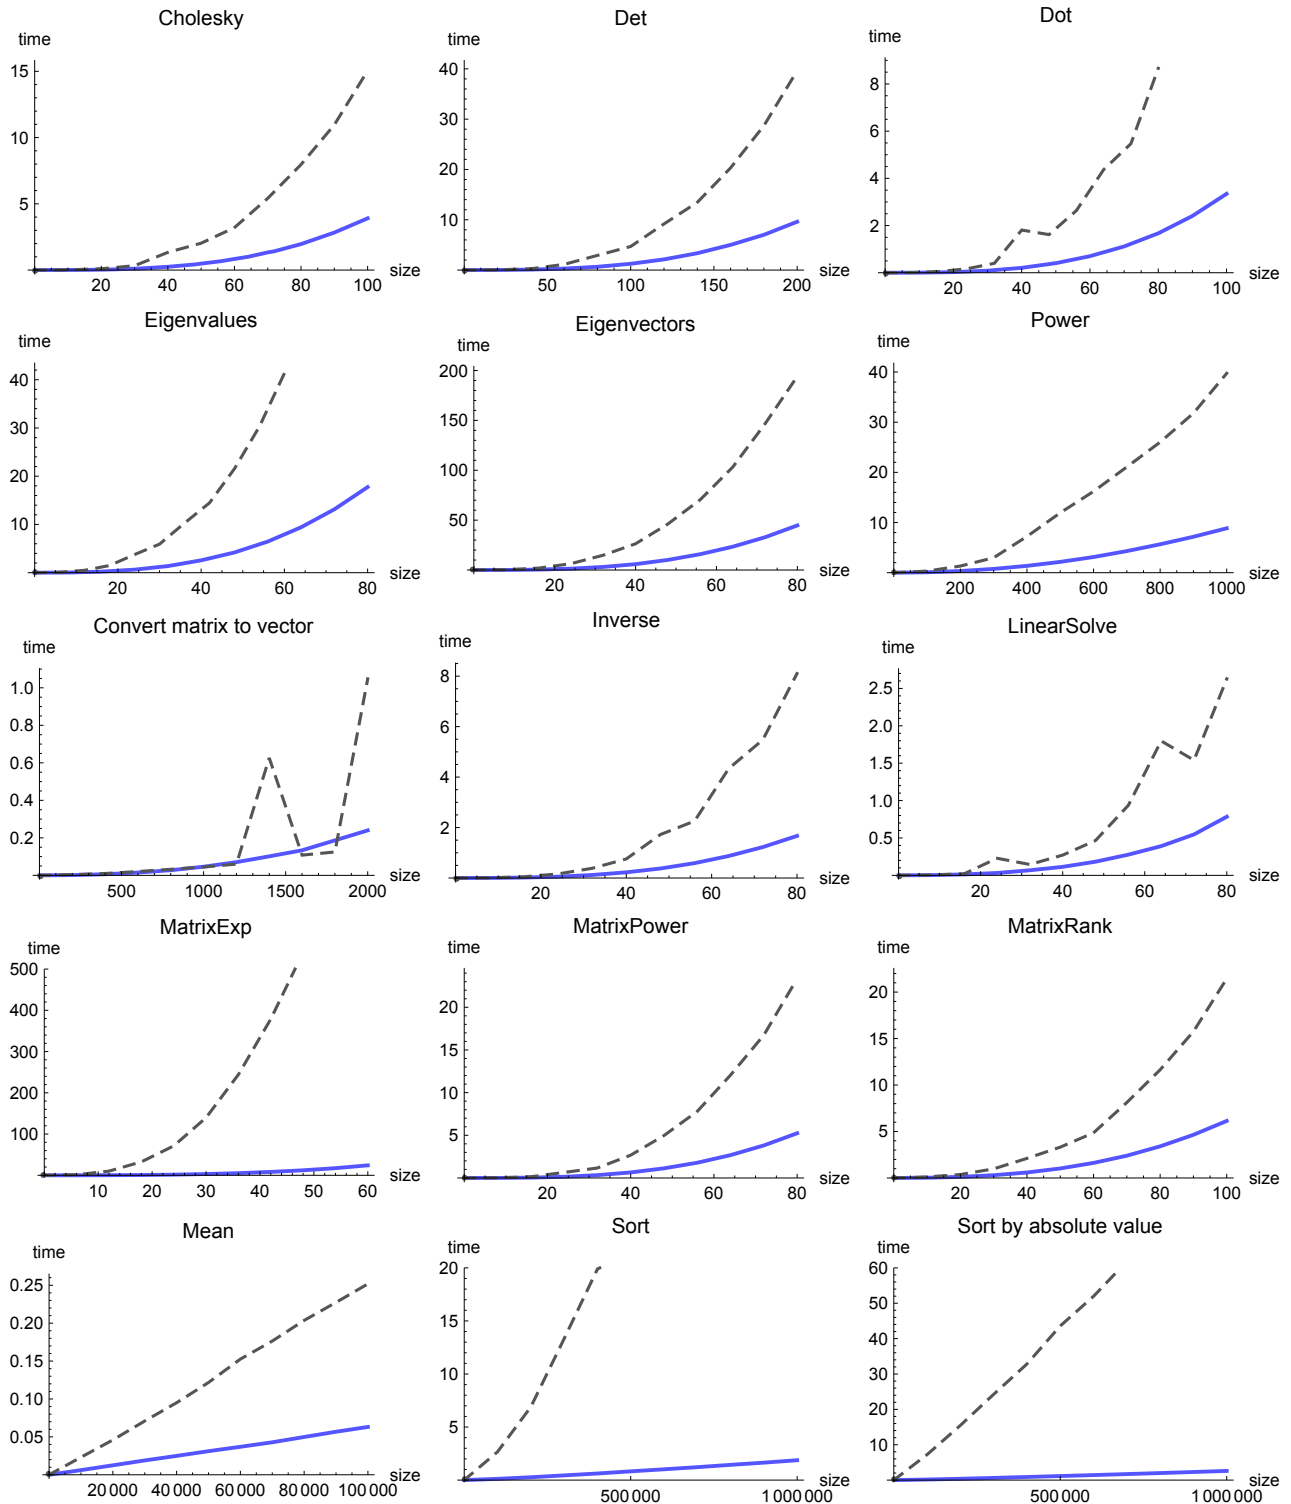 Cholesky
time
15
10
5
20 40 60 80 100 size
Det
time
40
30
20
10
50 100 150 200 size
Dot
time
8
6
4
2
20 40 60 80 100 size
Eigenvalues
time
40
30
20
10
20 40 60 80 size
Eigenvectors
time
200
150
100
50
20 40 60 80 size
Power
time
40
30
20
10
200 400 600 800 1000 size
Convert matrix to vector
time
1.0
0.8
0.6
0.4
0.2
500 1000 1500 2000 size
Inverse
time
8
6
4
2
20 40 60 80 size
LinearSolve
time
2.5
2.0
1.5
1.0
0.5
20 40 60 80 size
MatrixExp
time
500
400
300
200
100
10 20 30 40 50 60 size
MatrixPower
time
20
15
10
5
20 40 60 80 size
MatrixRank
time
20
15
10
5
20 40 60 80 100 size
Mean
time
0.25
0.20
0.15
0.10
0.05
20000 40000 60000 80000 100000 size
Sort
time
20
15
10
5
500000 1000000 size
Sort by absolute value
time
60
50
40
30
20
10
500000 1000000 size